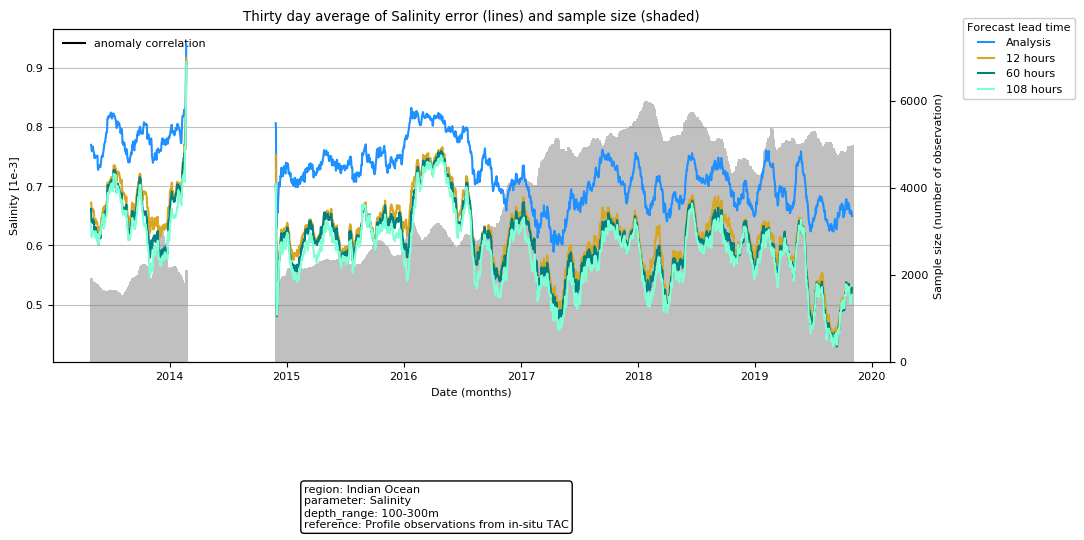 Thirty day average of Salinity error (lines) and sample size (shaded)
anomaly correlation
Forecast lead time
Analysis
12 hours
60 hours
108 hours
Salinity [1e-3]
0.9
0.8
0.7
0.6
0.5
Sample size (number of observation)
6000
4000
2000
0
2014 2015 2016 2017 2018 2019 2020
Date (months)
region: Indian Ocean
parameter: Salinity
depth_range: 100-300m
reference: Profile observations from in-situ TAC